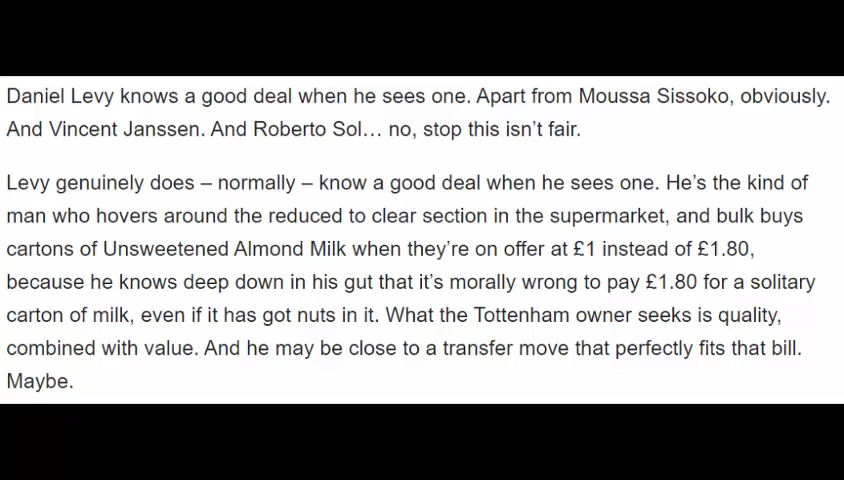 Daniel Levy knows a good deal when he sees one. Apart from Moussa Sissoko, obviously.
And Vincent Janssen. And Roberto Sol… no, stop this isn’t fair.
Levy genuinely does – normally – know a good deal when he sees one. He’s the kind of
man who hovers around the reduced to clear section in the supermarket, and bulk buys
cartons of Unsweetened Almond Milk when they’re on offer at £1 instead of £1.80,
because he knows deep down in his gut that it’s morally wrong to pay £1.80 for a solitary
carton of milk, even if it has got nuts in it. What the Tottenham owner seeks is quality,
combined with value. And he may be close to a transfer move that perfectly fits that bill.
Maybe.